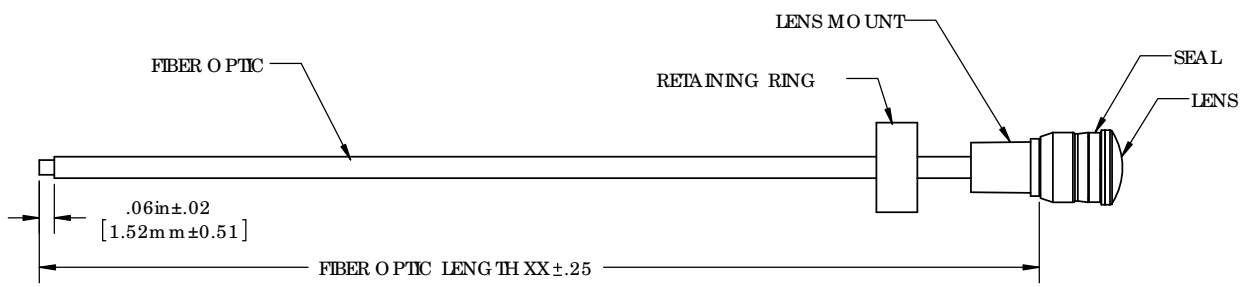 LENS MOUNT
FIBER OPTIC
SEAL
RETAINING RING
LENS
.06in±.02
[1.52mm±0.51]
FIBER OPTIC LENGTH XX±.25